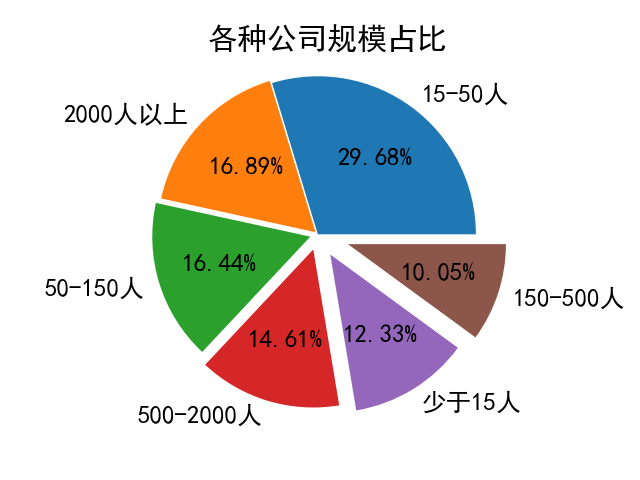 各种公司规模占比
15-50人
2000人以上
29.68%
16.89%
16.44%
10.05%
50-150人
150-500人
14.61%
12.33%
500-2000人
少于15人